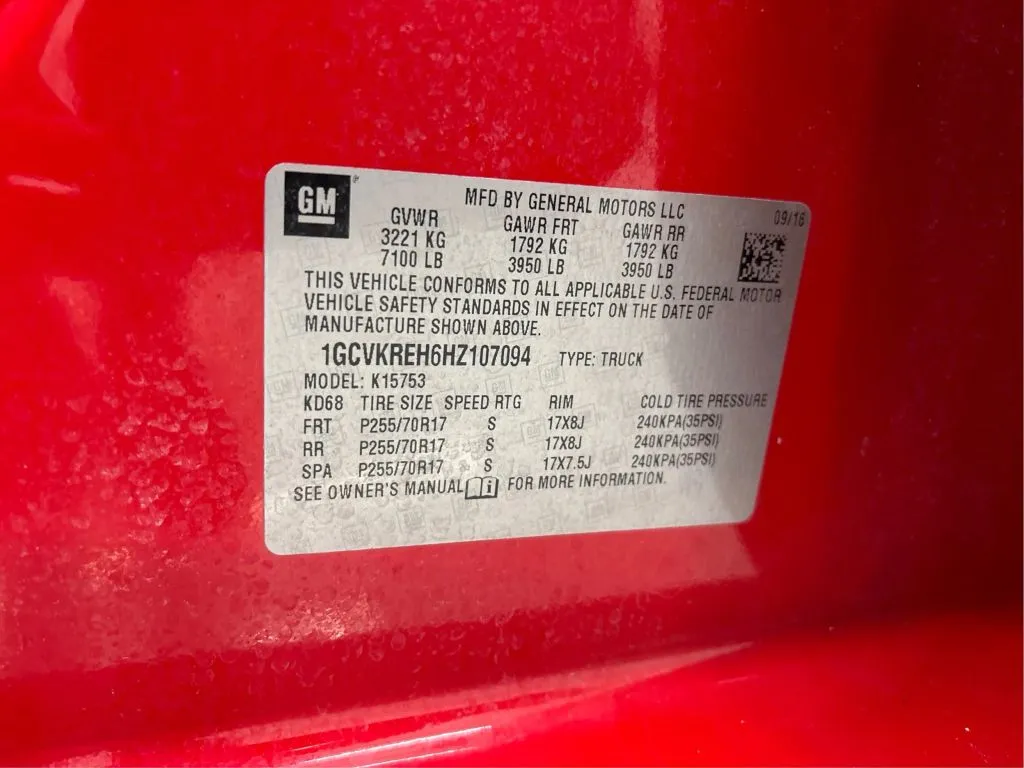 GM®
MFD BY GENERAL MOTORS LLC 09/16
GVWR GAWR FRT GAWR RR
3221 KG 1792 KG 1792 KG
7100 LB 3950 LB 3950 LB
THIS VEHICLE CONFORMS TO ALL APPLICABLE U.S. FEDERAL MOTOR
VEHICLE SAFETY STANDARDS IN EFFECT ON THE DATE OF
MANUFACTURE SHOWN ABOVE.
1GCVKREH6HZ107094 TYPE: TRUCK
MODEL: K15753
KD68 TIRE SIZE SPEED RTG RIM COLD TIRE PRESSURE
FRT P255/70R17 S 17X8J 240KPA(35PSI)
RR P255/70R17 S 17X8J 240KPA(35PSI)
SPA P255/70R17 S 17X7.5J 240KPA(35PSI)
SEE OWNER'S MANUAL i FOR MORE INFORMATION.